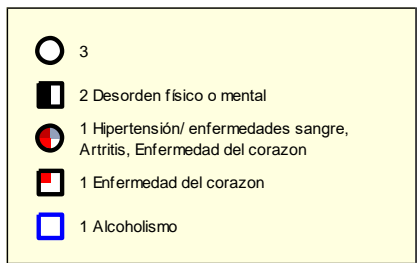 3
2 Desorden físico o mental
1 Hipertensión/ enfermedades sangre,
Artritis, Enfermedad del corazon
1 Enfermedad del corazon
1 Alcoholismo